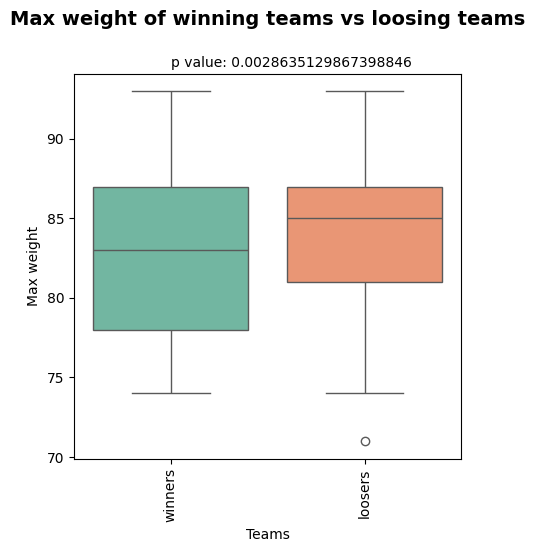 Max weight of winning teams vs loosing teams
p value: 0.0028635129867398846
90
85
80
75
70
Max weight
winners
loosers
Teams